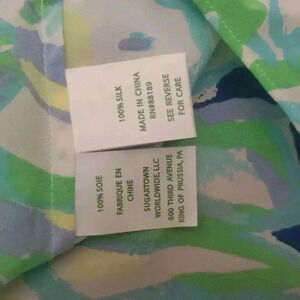 100% SILK
MADE IN CHINA
RN#88189
SEE REVERSE
FOR CARE
100% SOIE
FABRIQUE EN
CHINE
SUGARTOWN
WORLDWIDE, LLC
800 THIRD AVENUE
KING OF PRUSSIA, PA